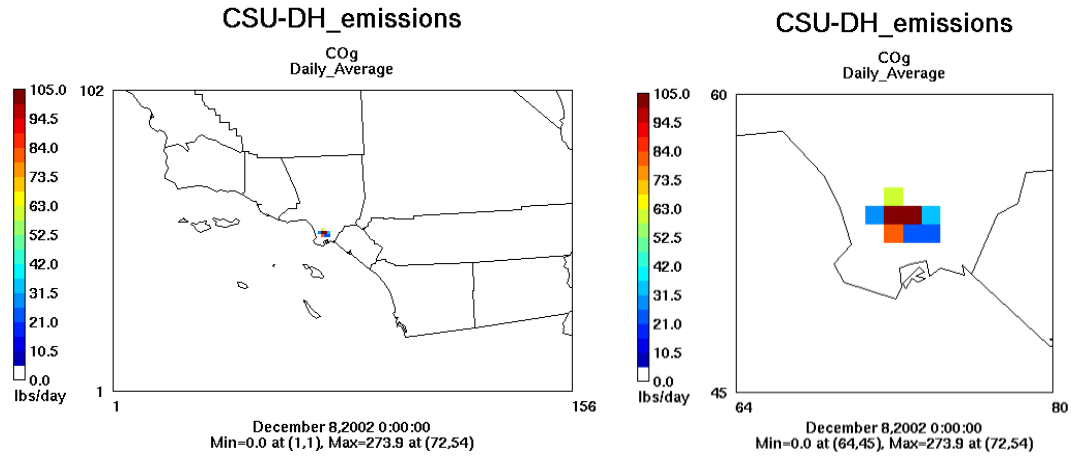 CSU-DH_emissions
COg
Daily_Average
105.0
94.5
84.0
73.5
63.0
52.5
42.0
31.5
21.0
10.5
0.0
lbs/day
102
1
1
156
December 8,2002 0:00:00
Min=0.0 at (1,1), Max=273.9 at (72,54)
CSU-DH_emissions
COg
Daily_Average
105.0
94.5
84.0
73.5
63.0
52.5
42.0
31.5
21.0
10.5
0.0
lbs/day
60
45
64
80
December 8,2002 0:00:00
Min=0.0 at (64,45), Max=273.9 at (72,54)